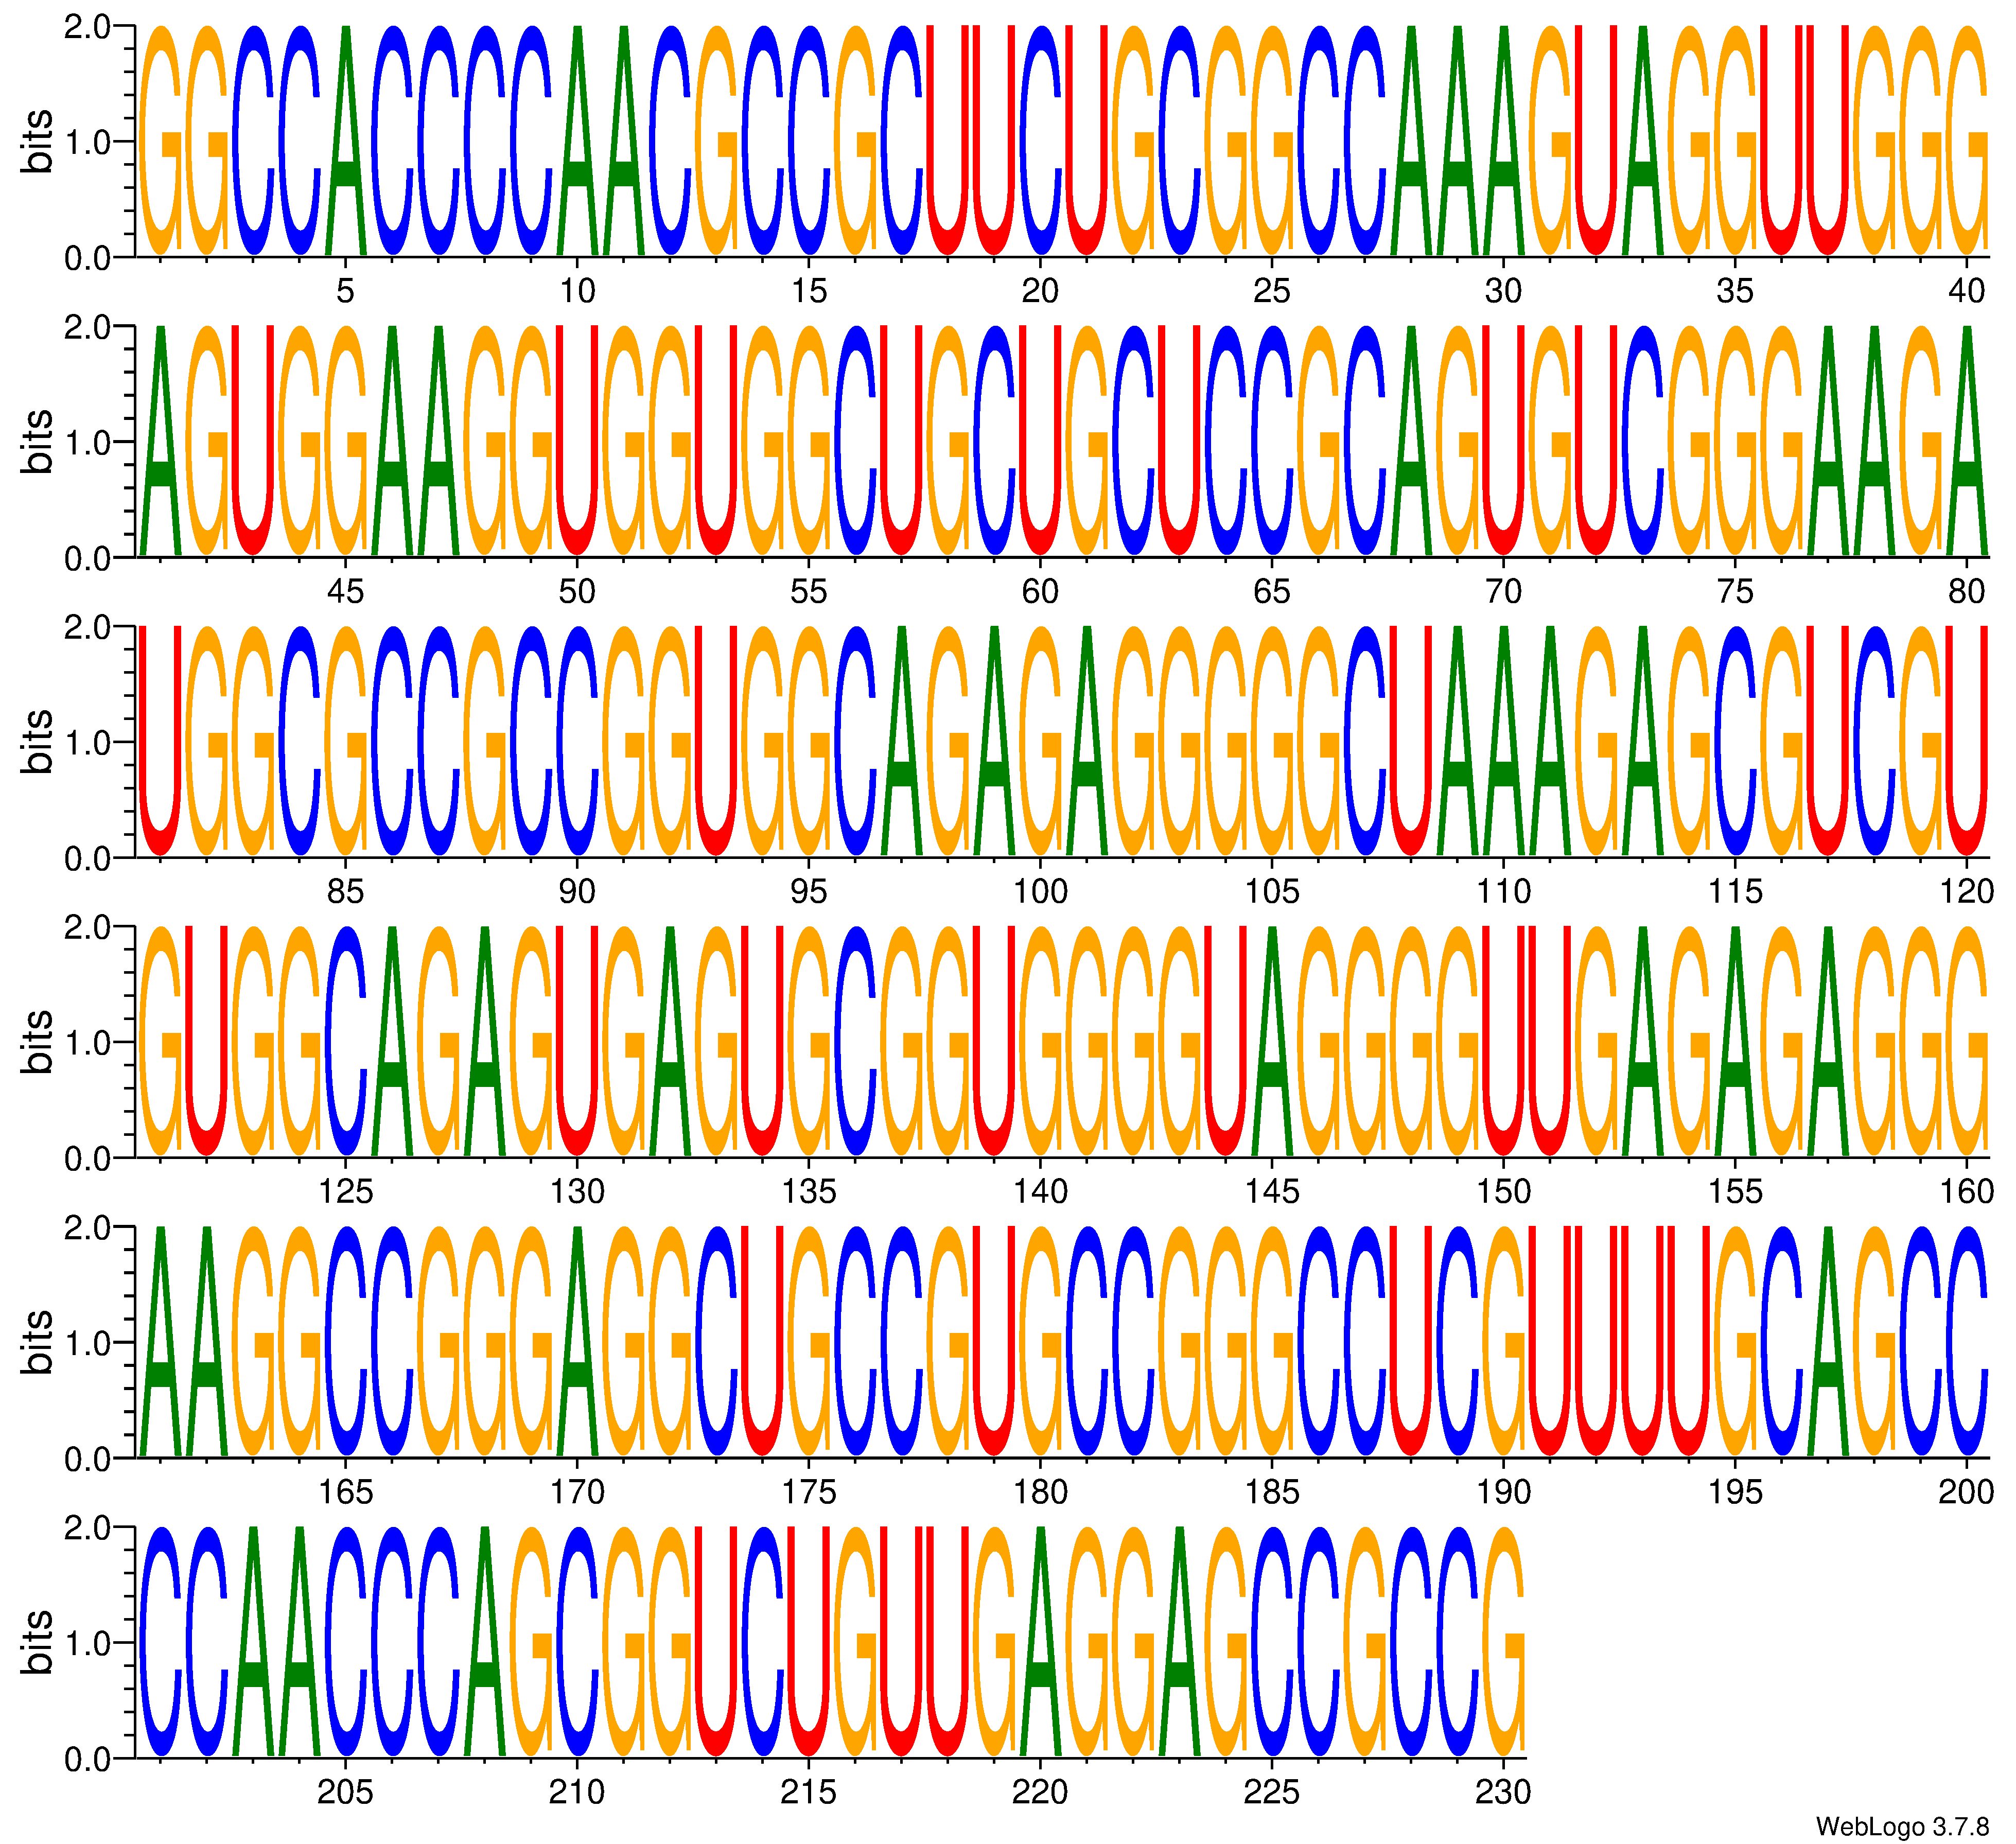 2.0
1.0
0.0
bits
GGCCACCCCAACGCCGCUUCUGCGGCCAAAGUAGGUUGGG
5 10 15 20 25 30 35 40
2.0
1.0
0.0
bits
AGUGGAAGGUGGUGGCUGCUGCUCCGCAGUGUCGGGAAGA
45 50 55 60 65 70 75 80
2.0
1.0
0.0
bits
UGGCGCCGCCGGUGGCAGAGAGGGGGCUAAAGAGCGUCGU
85 90 95 100 105 110 115 120
2.0
1.0
0.0
bits
GUGGCAGAGUGAGUGCGGUGGGGUAGGGGUUGAGAGAGGG
125 130 135 140 145 150 155 160
2.0
1.0
0.0
bits
AAGGCCGGGAGGCUGCCGUGCCGGGCCUCGUUUUGCAGCC
165 170 175 180 185 190 195 200
2.0
1.0
0.0
bits
CCAACCCAGCGGUCUGUUGAGGAGCCGCCG
205 210 215 220 225 230
WebLogo 3.7.8